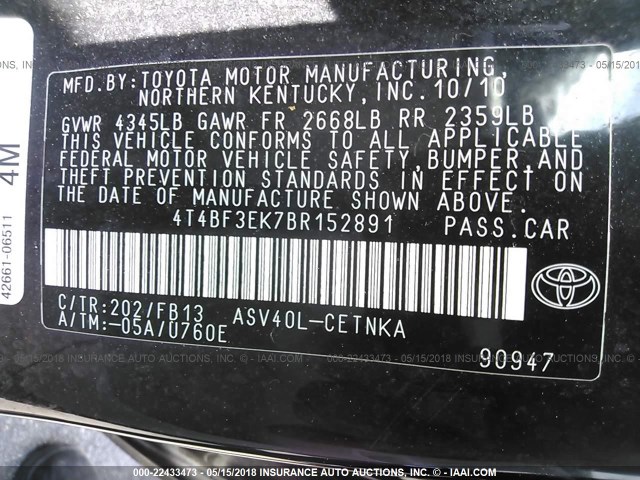 MFD.BY:TOYOTA MOTOR MANUFACTURING,
NORTHERN KENTUCKY,INC.10/10
GVWR 4345LB GAWR FR 2668LB RR 2359LB
THIS VEHICLE CONFORMS TO ALL APPLICABLE
FEDERAL MOTOR VEHICLE SAFETY,BUMPER,AND
THEFT PREVENTION STANDARDS IN EFFECT ON
THE DATE OF MANUFACTURE SHOWN ABOVE.
4T4BF3EK7BR152891 PASS.CAR
C/TR:202/FB13 ASV40L-CETNKA
A/TM:-05A/U760E
90947
42661-06511 4M
000-22433473 - 05/15/2018 INSURANCE AUTO AUCTIONS, INC. - IAAI.COM